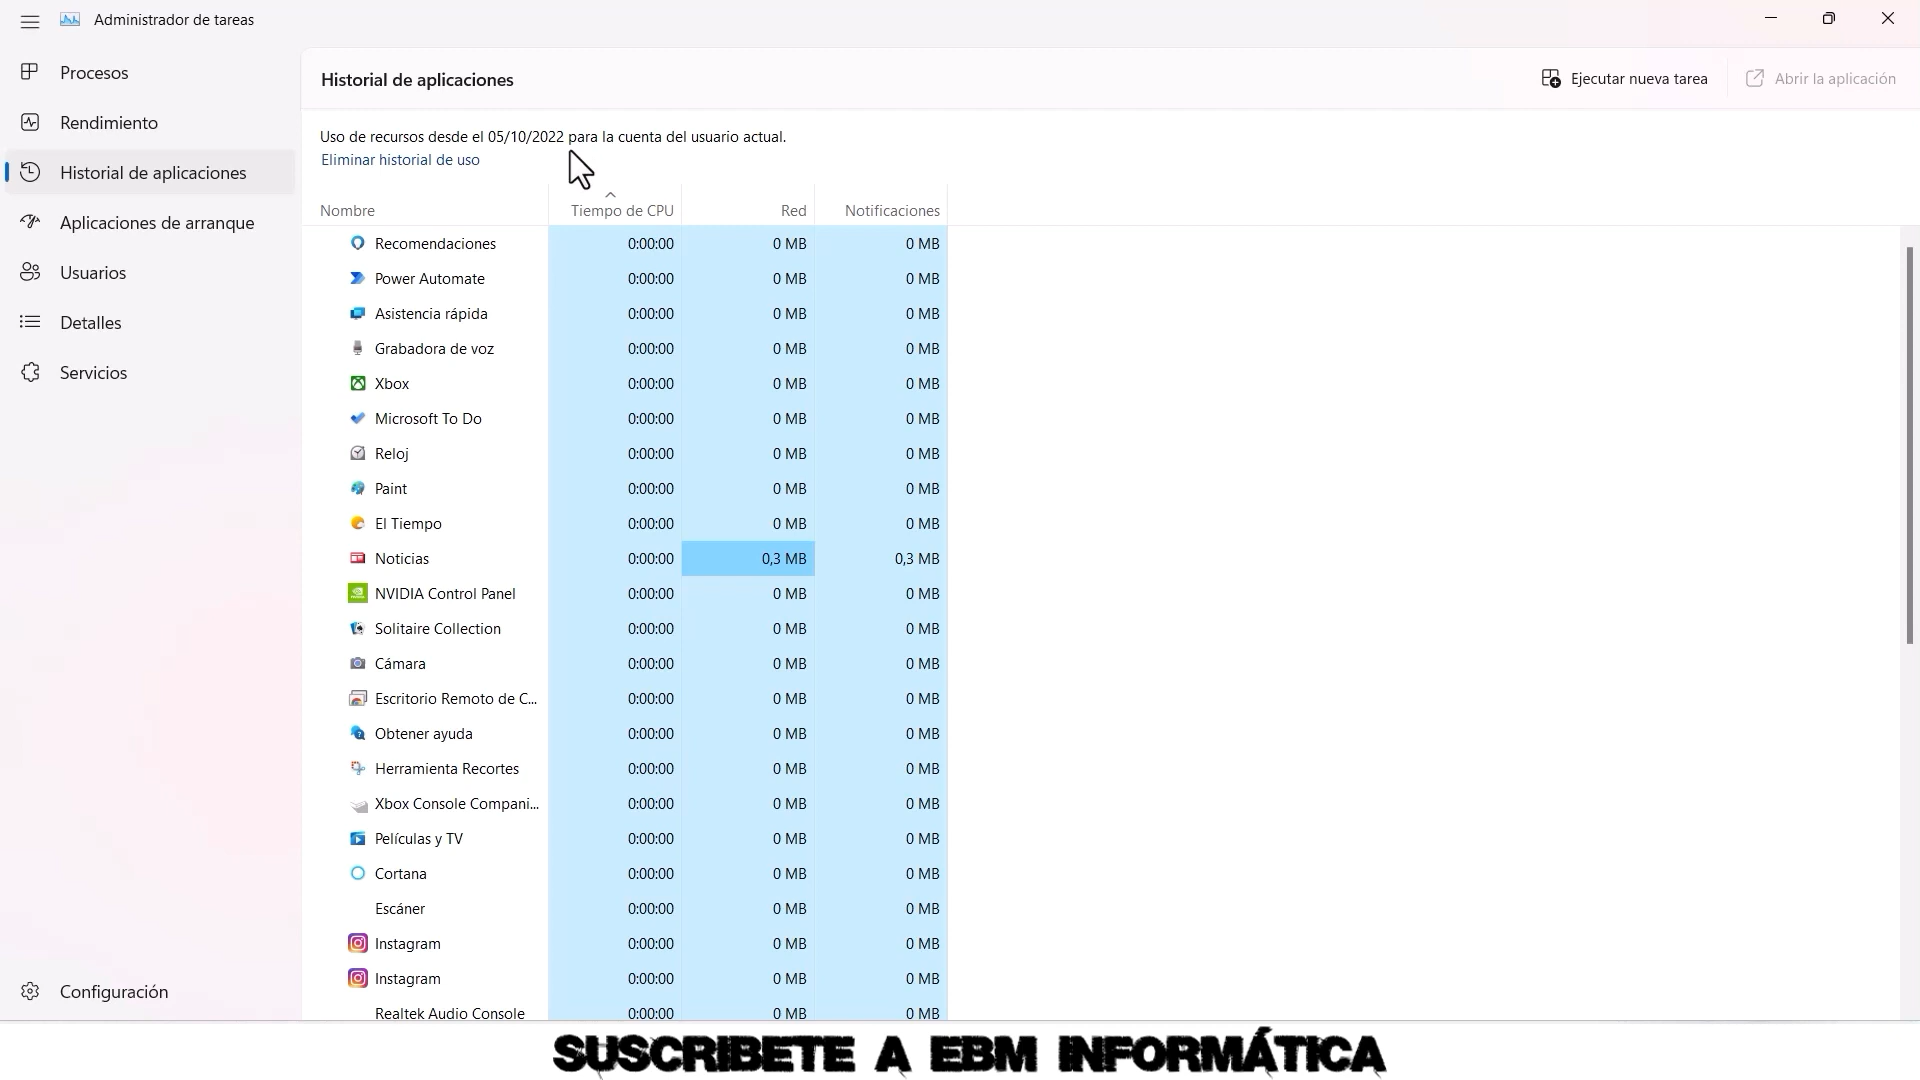 Administrador de tareas
Procesos
Rendimiento
Historial de aplicaciones
Aplicaciones de arranque
Usuarios
Detalles
Servicios
Configuración
Historial de aplicaciones
Ejecutar nueva tarea
Abrir la aplicación
Uso de recursos desde el 05/10/2022 para la cuenta del usuario actual.
Eliminar historial de uso
Nombre Tiempo de CPU Red Notificaciones
Recomendaciones 0:00:00 0 MB 0 MB
Power Automate 0:00:00 0 MB 0 MB
Asistencia rápida 0:00:00 0 MB 0 MB
Grabadora de voz 0:00:00 0 MB 0 MB
Xbox 0:00:00 0 MB 0 MB
Microsoft To Do 0:00:00 0 MB 0 MB
Reloj 0:00:00 0 MB 0 MB
Paint 0:00:00 0 MB 0 MB
El Tiempo 0:00:00 0 MB 0 MB
Noticias 0:00:00 0,3 MB 0,3 MB
NVIDIA Control Panel 0:00:00 0 MB 0 MB
Solitaire Collection 0:00:00 0 MB 0 MB
Cámara 0:00:00 0 MB 0 MB
Escritorio Remoto de C... 0:00:00 0 MB 0 MB
Obtener ayuda 0:00:00 0 MB 0 MB
Herramienta Recortes 0:00:00 0 MB 0 MB
Xbox Console Compani... 0:00:00 0 MB 0 MB
Películas y TV 0:00:00 0 MB 0 MB
Cortana 0:00:00 0 MB 0 MB
Escáner 0:00:00 0 MB 0 MB
Instagram 0:00:00 0 MB 0 MB
Instagram 0:00:00 0 MB 0 MB
Realtek Audio Console 0:00:00 0 MB 0 MB
SUSCRIBETE A EBM INFORMÁTICA